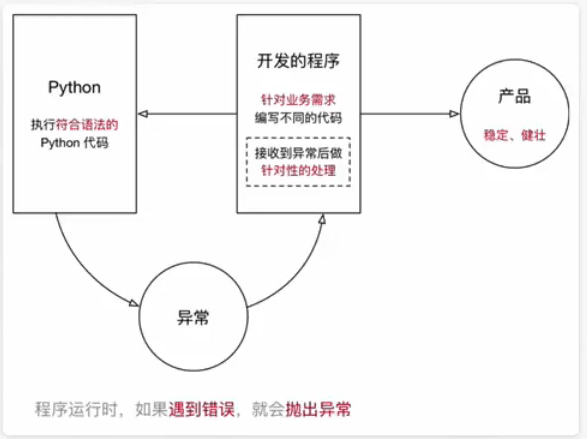 Python
执行符合语法的
Python 代码
开发的程序
针对业务需求
编写不同的代码
接收到异常后做
针对性的处理
产品
稳定、健壮
异常
程序运行时，如果遇到错误，就会抛出异常